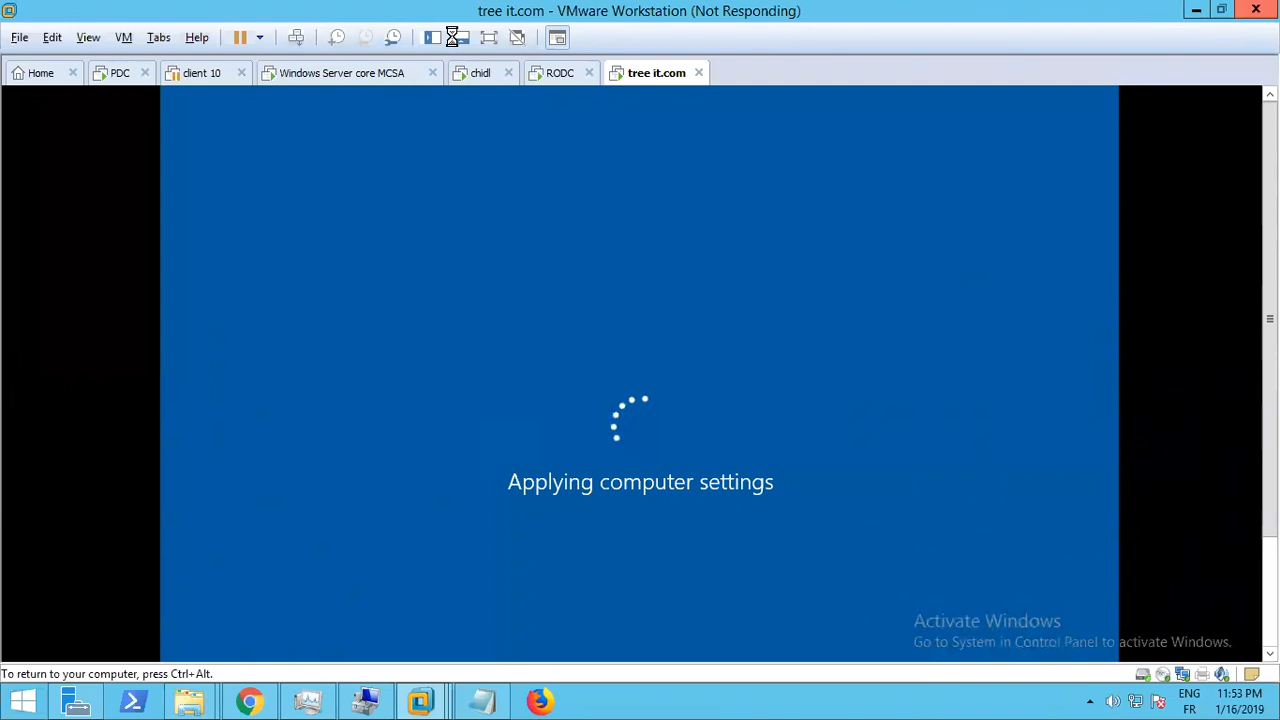 tree it.com - VMware Workstation (Not Responding)
File Edit View VM Tabs Help
Home PDC client 10 Windows Server core MCSA chidl RODC tree it.com
Applying computer settings
Activate Windows
Go to System in Control Panel to activate Windows.
To return to your computer, press Ctrl+Alt.
ENG 11:53 PM
FR 1/16/2019